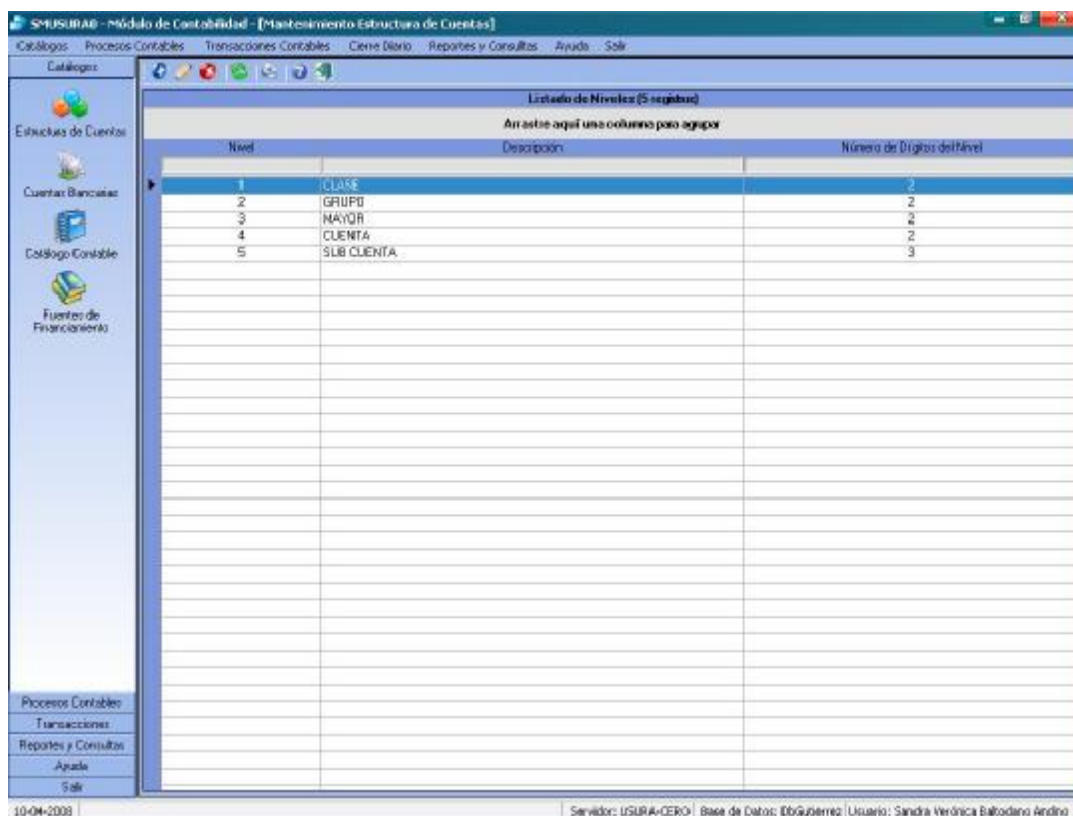 SMUSURA0 - Módulo de Contabilidad - [Mantenimiento Estructura de Cuentas]
Catálogos Procesos Contables Transacciones Contables Cierre Diario Reportes y Consultas Ayuda Salir
Catálogos
Estructura de Cuentas
Cuentas Bancarias
Catálogo Contable
Fuentes de
Financiamiento
Listado de Niveles (5 registros)
Arrastre aquí una columna para agrupar
Nivel Descripción Número de Dígitos del Nivel
1 CLASE 2
2 GRUPO 2
3 MAYOR 2
4 CUENTA 2
5 SUB CUENTA 3
Procesos Contables
Transacciones
Reportes y Consultas
Ayuda
Salir
10-04-2008 Servidor: USURA-CERO Base de Datos: DbGutierrez Usuario: Sandra Verónica Baltodano Andino